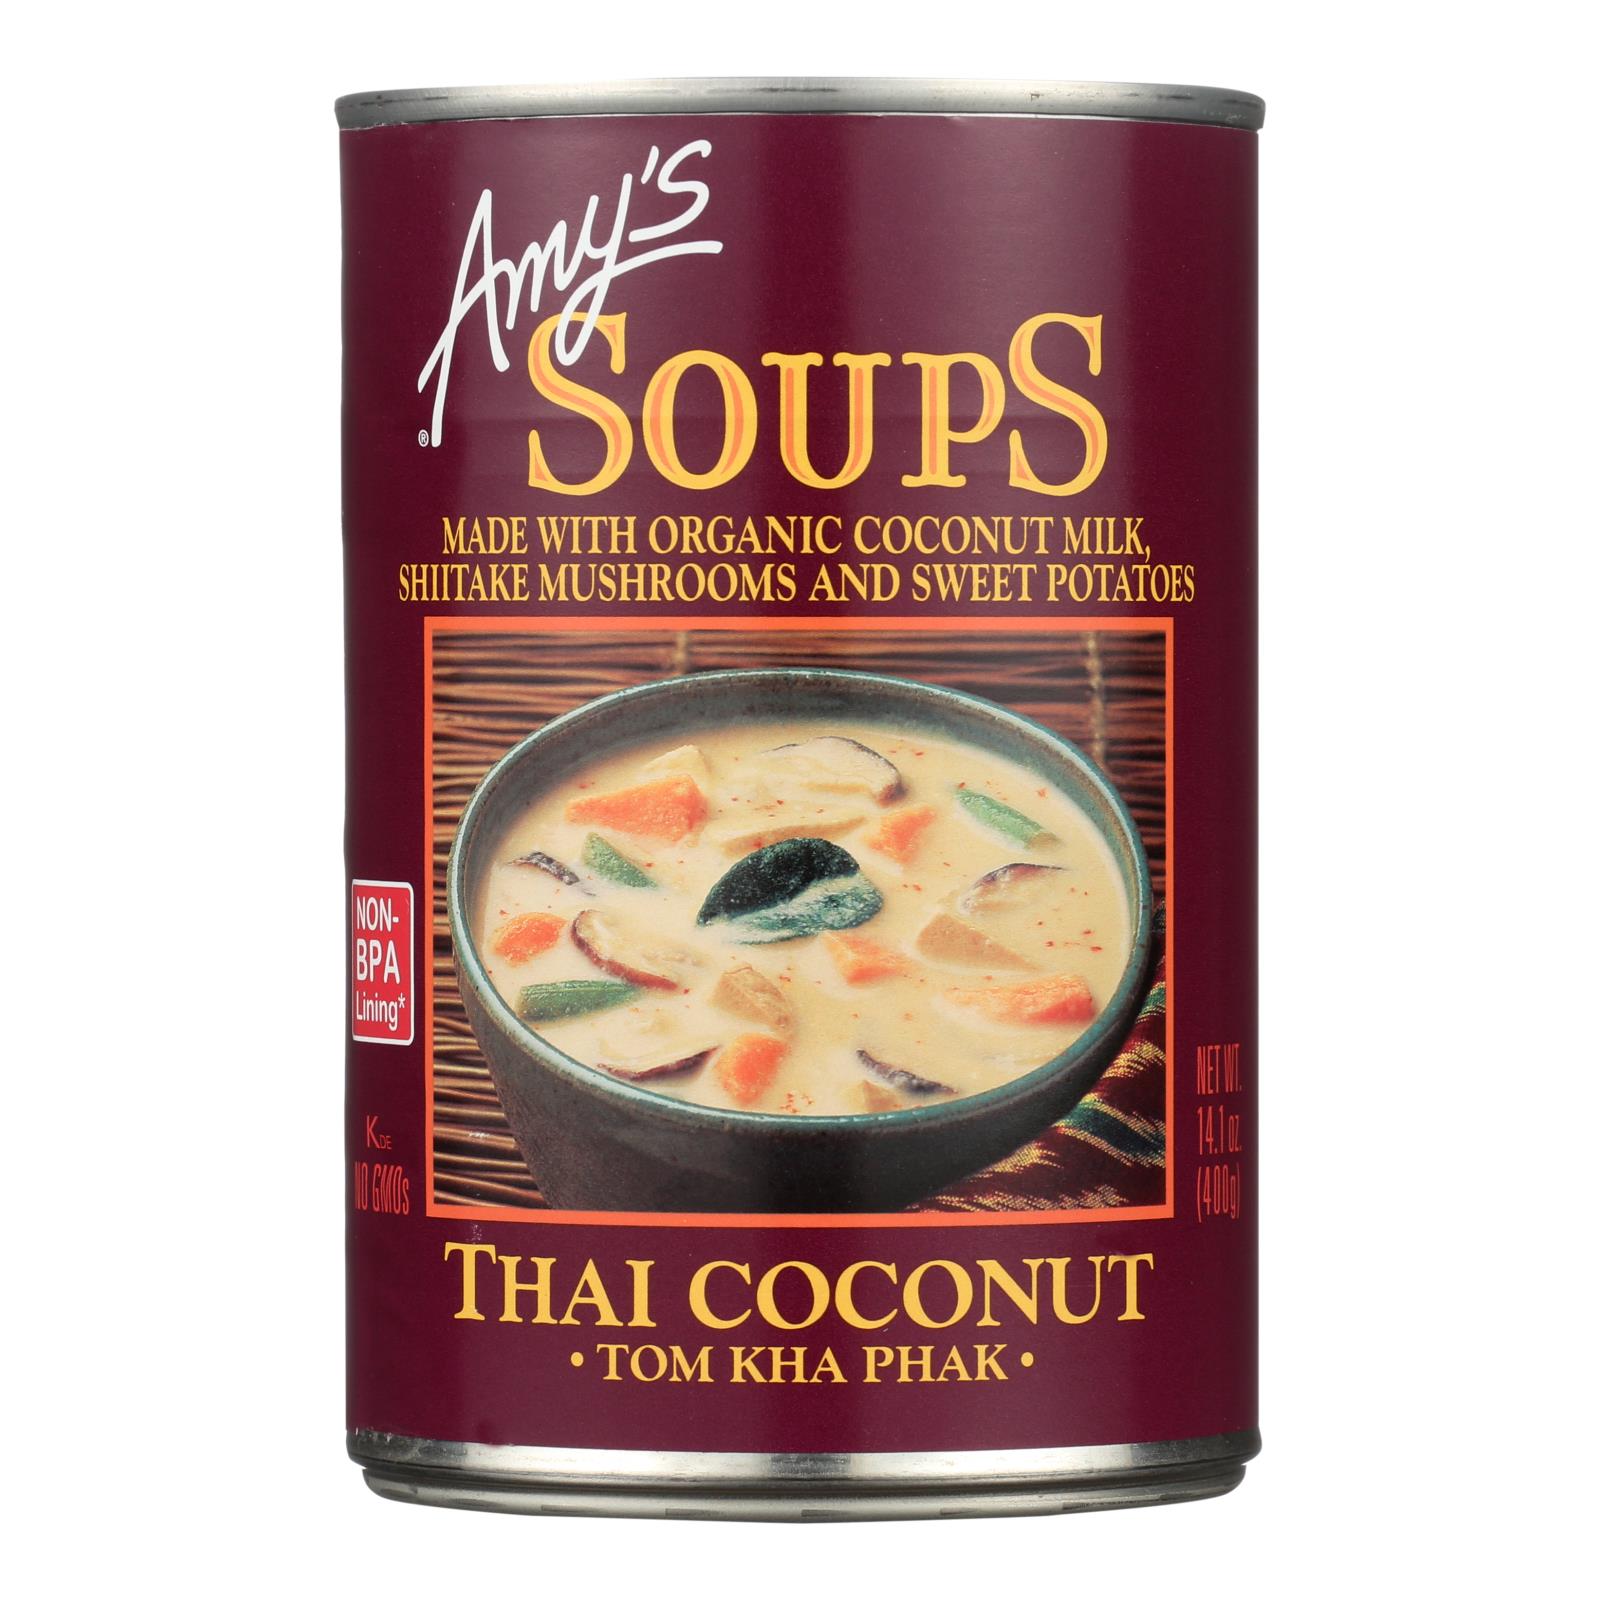 Amy's
®
SOUPS
MADE WITH ORGANIC COCONUT MILK,
SHIITAKE MUSHROOMS AND SWEET POTATOES
NON-
BPA
Lining*
K DE
NO GMOs
NET WT.
14.1 oz.
(400g)
THAI COCONUT
• TOM KHA PHAK •